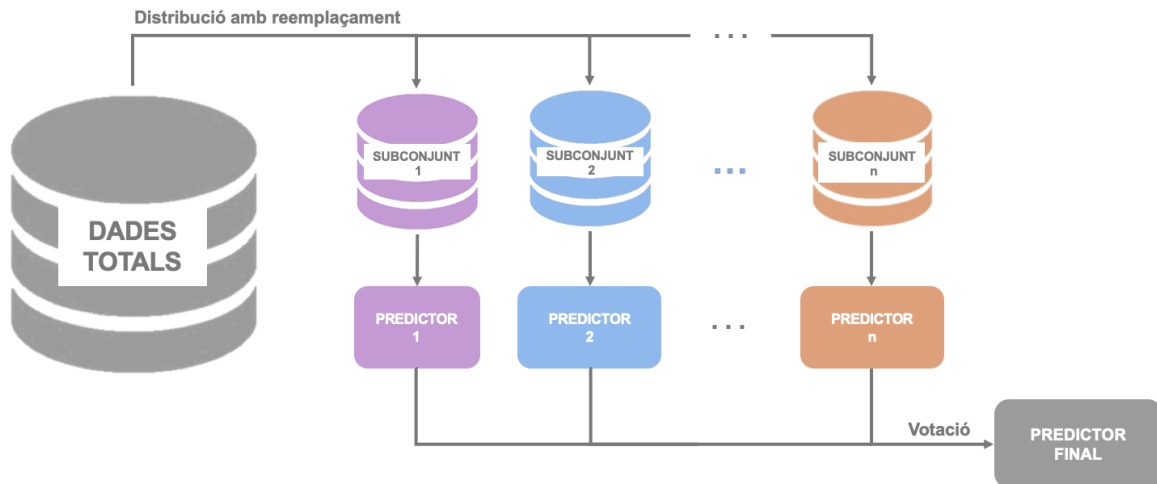 Distribució amb reemplaçament
...
DADES
TOTALS
SUBCONJUNT
1
SUBCONJUNT
2
...
SUBCONJUNT
n
PREDICTOR
1
PREDICTOR
2
...
PREDICTOR
n
Votació
PREDICTOR
FINAL